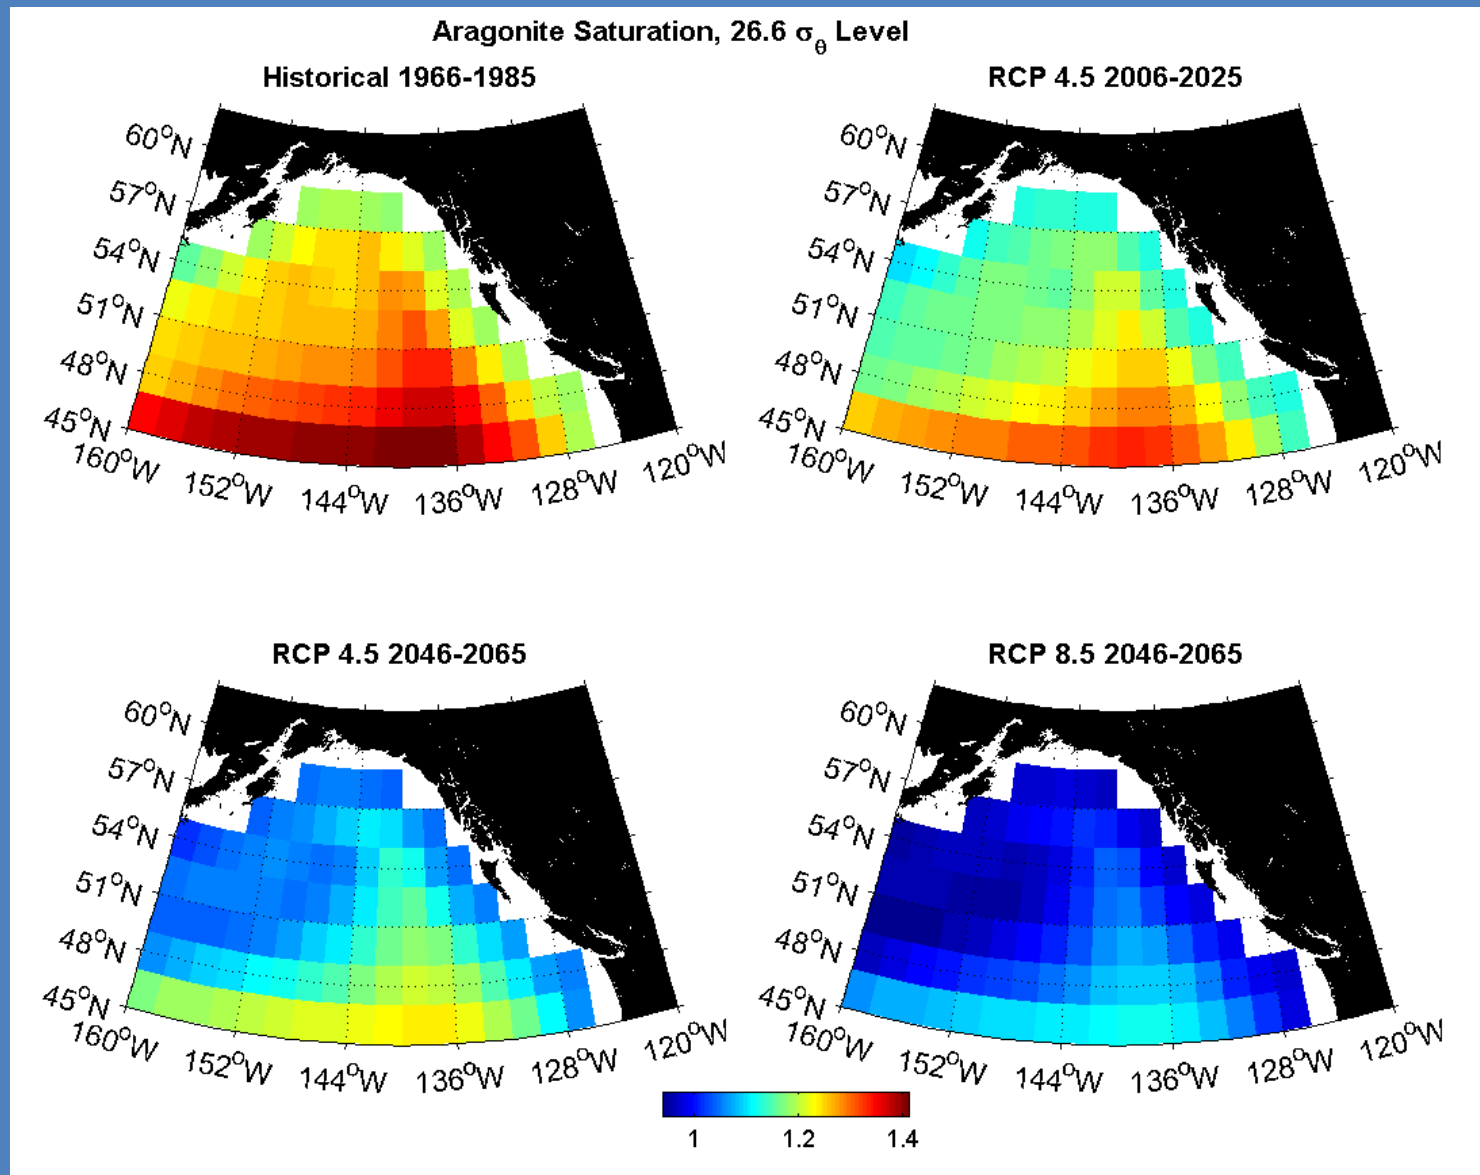 Aragonite Saturation, 26.6 σθ Level
Historical 1966-1985
RCP 4.5 2006-2025
60°N
57°N
54°N
51°N
48°N
45°N
160°W
152°W
144°W
136°W
128°W
120°W
60°N
57°N
54°N
51°N
48°N
45°N
160°W
152°W
144°W
136°W
128°W
120°W
RCP 4.5 2046-2065
RCP 8.5 2046-2065
60°N
57°N
54°N
51°N
48°N
45°N
160°W
152°W
144°W
136°W
128°W
120°W
60°N
57°N
54°N
51°N
48°N
45°N
160°W
152°W
144°W
136°W
128°W
120°W
1 1.2 1.4